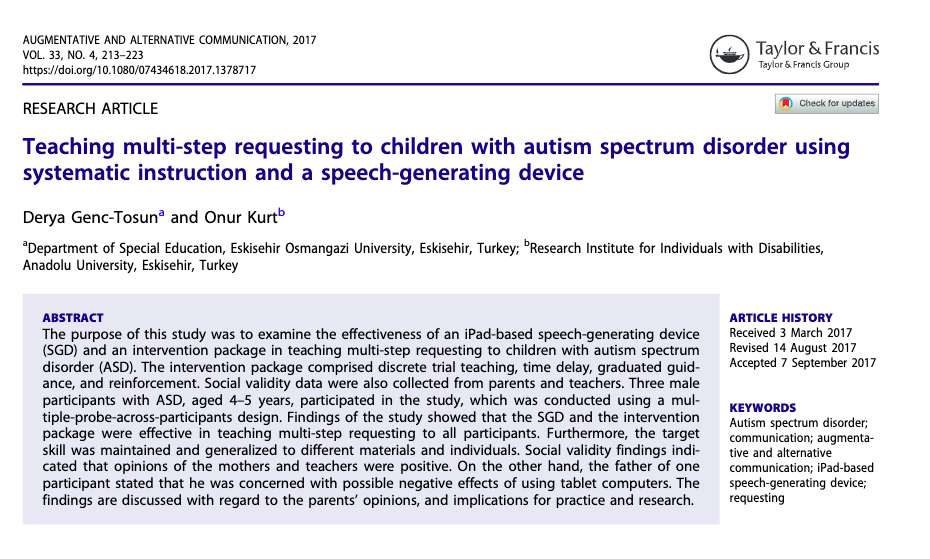 AUGMENTATIVE AND ALTERNATIVE COMMUNICATION, 2017
VOL. 33, NO. 4, 213–223
https://doi.org/10.1080/07434618.2017.1378717
Taylor & Francis
Taylor & Francis Group
RESEARCH ARTICLE
Check for updates
Teaching multi-step requesting to children with autism spectrum disorder using
systematic instruction and a speech-generating device
Derya Genc-Tosunᵃ and Onur Kurtᵇ
ᵃDepartment of Special Education, Eskisehir Osmangazi University, Eskisehir, Turkey; ᵇResearch Institute for Individuals with Disabilities,
Anadolu University, Eskisehir, Turkey
ABSTRACT
The purpose of this study was to examine the effectiveness of an iPad-based speech-generating device
(SGD) and an intervention package in teaching multi-step requesting to children with autism spectrum
disorder (ASD). The intervention package comprised discrete trial teaching, time delay, graduated guid-
ance, and reinforcement. Social validity data were also collected from parents and teachers. Three male
participants with ASD, aged 4–5 years, participated in the study, which was conducted using a mul-
tiple-probe-across-participants design. Findings of the study showed that the SGD and the intervention
package were effective in teaching multi-step requesting to all participants. Furthermore, the target
skill was maintained and generalized to different materials and individuals. Social validity findings indi-
cated that opinions of the mothers and teachers were positive. On the other hand, the father of one
participant stated that he was concerned with possible negative effects of using tablet computers. The
findings are discussed with regard to the parents' opinions, and implications for practice and research.
ARTICLE HISTORY
Received 3 March 2017
Revised 14 August 2017
Accepted 7 September 2017
KEYWORDS
Autism spectrum disorder;
communication; augmenta-
tive and alternative
communication; iPad-based
speech-generating device;
requesting